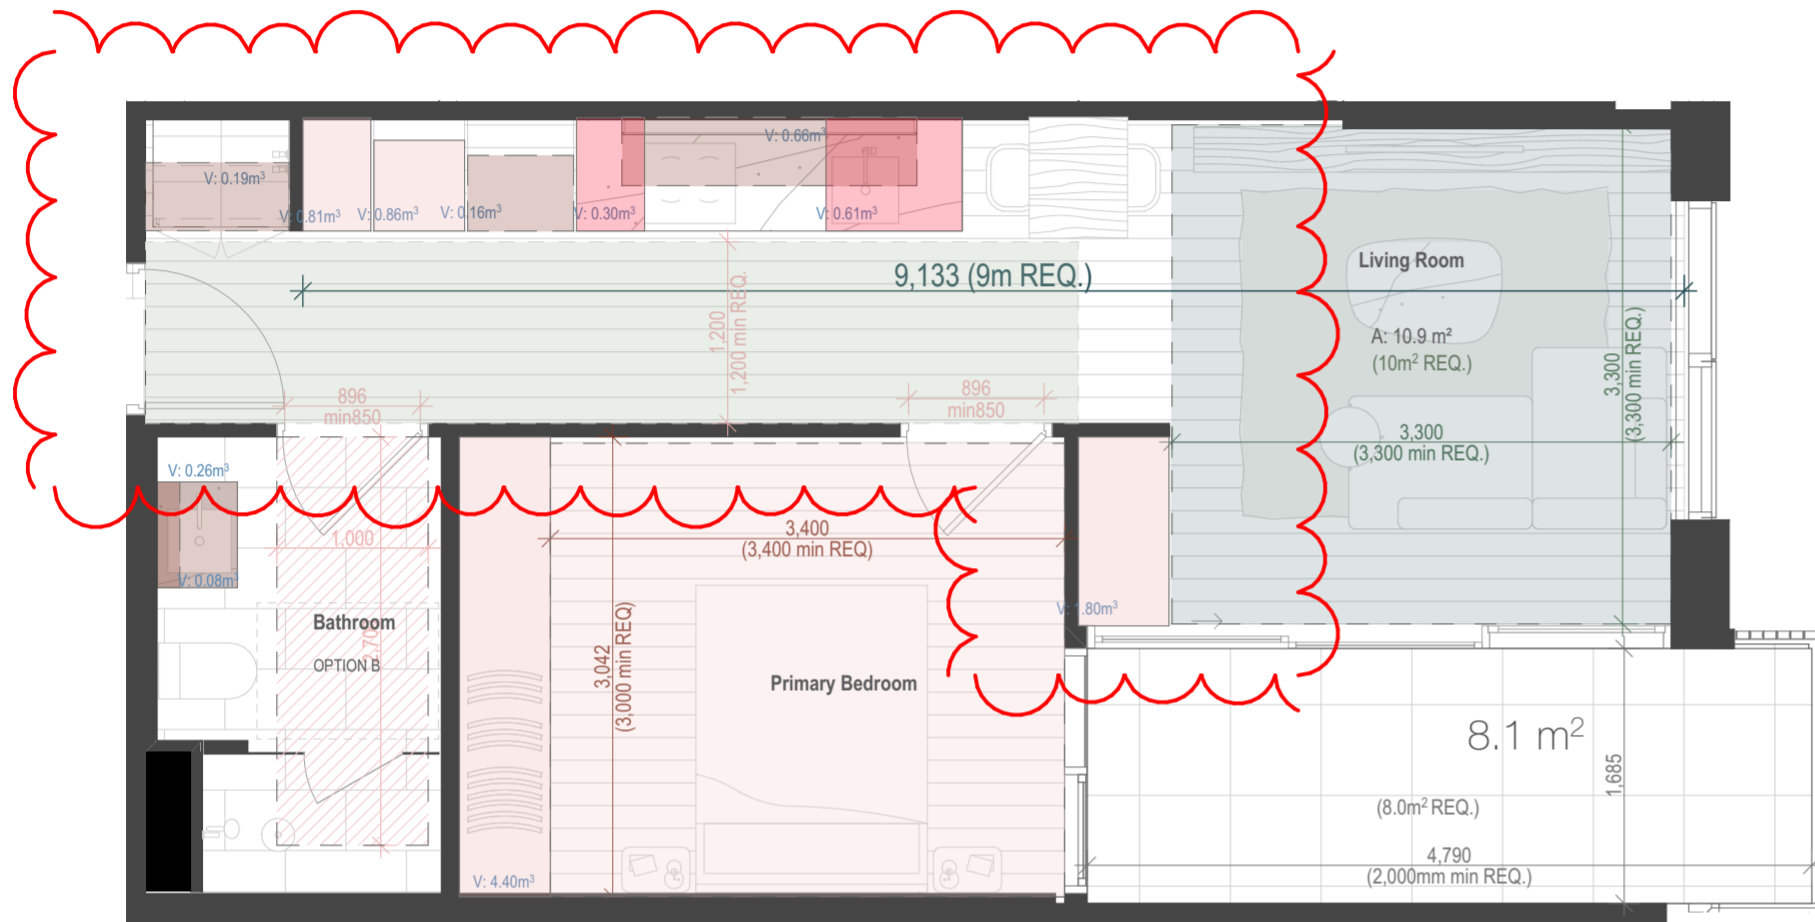 V: 0.66m³
V: 0.19m³
V: 0.81m³
V: 0.86m³
V: 0.16m³
V: 0.30m³
V: 0.61m³
9,133 (9m REQ.)
Living Room
A: 10.9 m²
(10m² REQ.)
1,200
1,200 min REQ.
3,300
(3,300 min REQ.)
896
min850
896
min850
3,300
(3,300 min REQ.)
V: 0.26m³
3,400
(3,400 min REQ)
1,000
V: 0.08m³
V: 1.80m³
Bathroom
OPTION B
2,700
3,042
(3,000 min REQ)
Primary Bedroom
8.1 m²
1,685
(8.0m² REQ.)
4,790
(2,000mm min REQ.)
V: 4.40m³